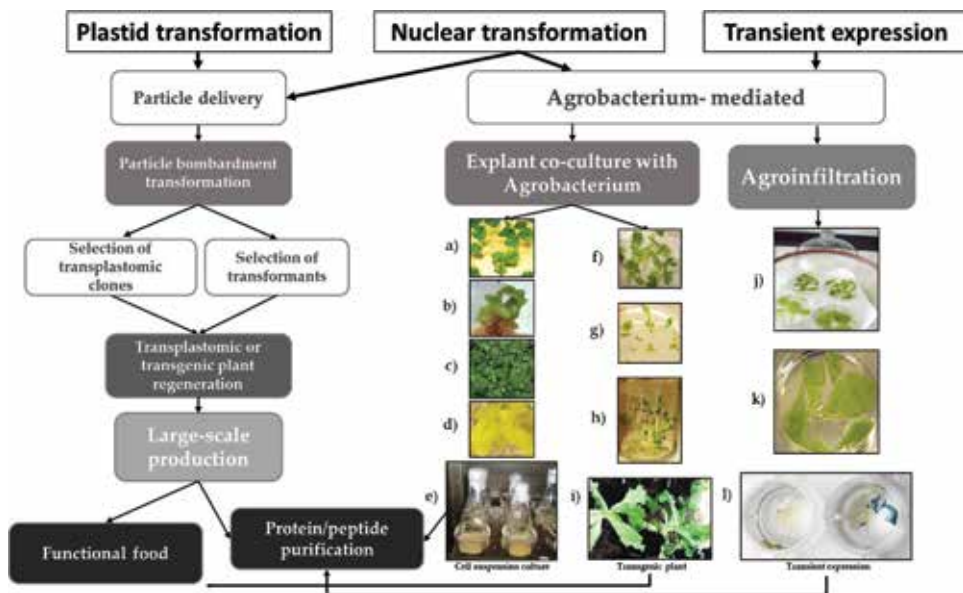 Plastid transformation
Nuclear transformation
Transient expression
Particle delivery
Agrobacterium- mediated
Particle bombardment
transformation
Explant co-culture with
Agrobacterium
Agroinfiltration
Selection of
transplastomic
clones
Selection of
transformants
Transplastomic or
transgenic plant
regeneration
Large-scale
production
Functional food
Protein/peptide
purification
a)
b)
c)
d)
e)
Cell suspension culture
f)
g)
h)
i)
Transgenic plant
j)
k)
l)
Transient expression